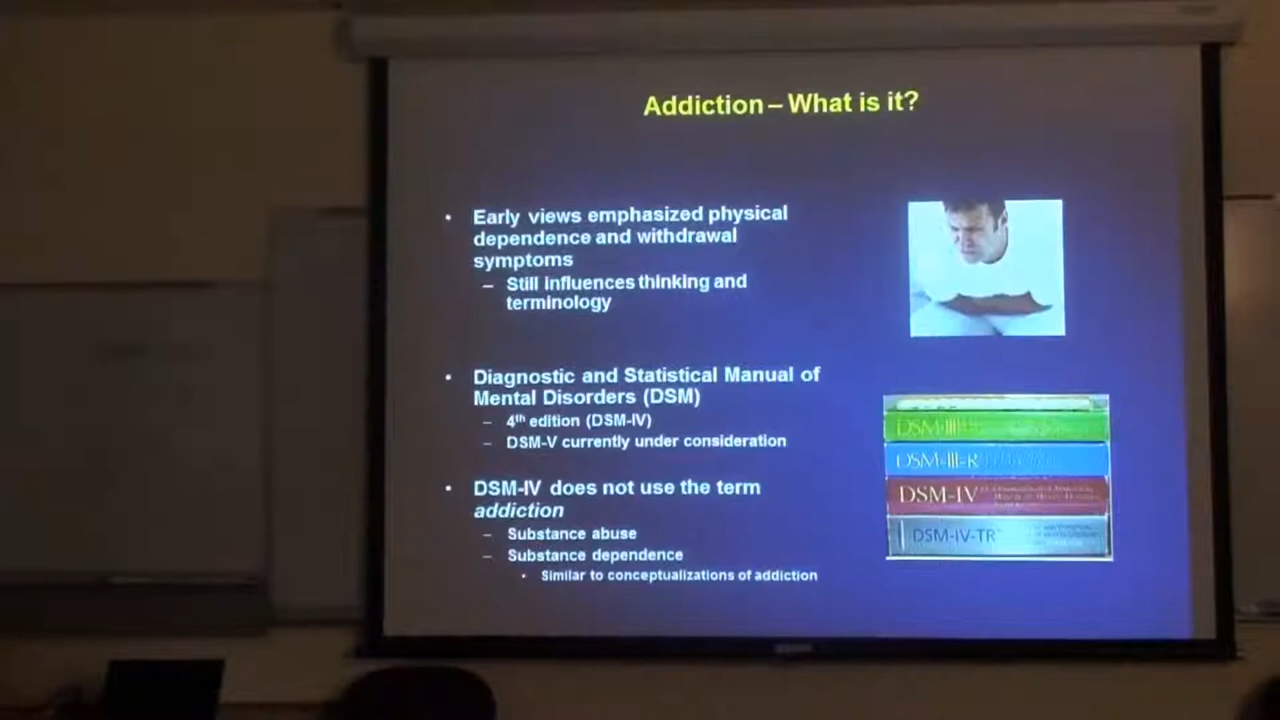 Addiction – What is it?
• Early views emphasized physical
dependence and withdrawal
symptoms
– Still influences thinking and
terminology
• Diagnostic and Statistical Manual of
Mental Disorders (DSM)
– 4th edition (DSM-IV)
– DSM-V currently under consideration
• DSM-IV does not use the term
addiction
– Substance abuse
– Substance dependence
• Similar to conceptualizations of addiction
DSM-III
DSM-III-R
DSM-IV
DSM-IV-TR